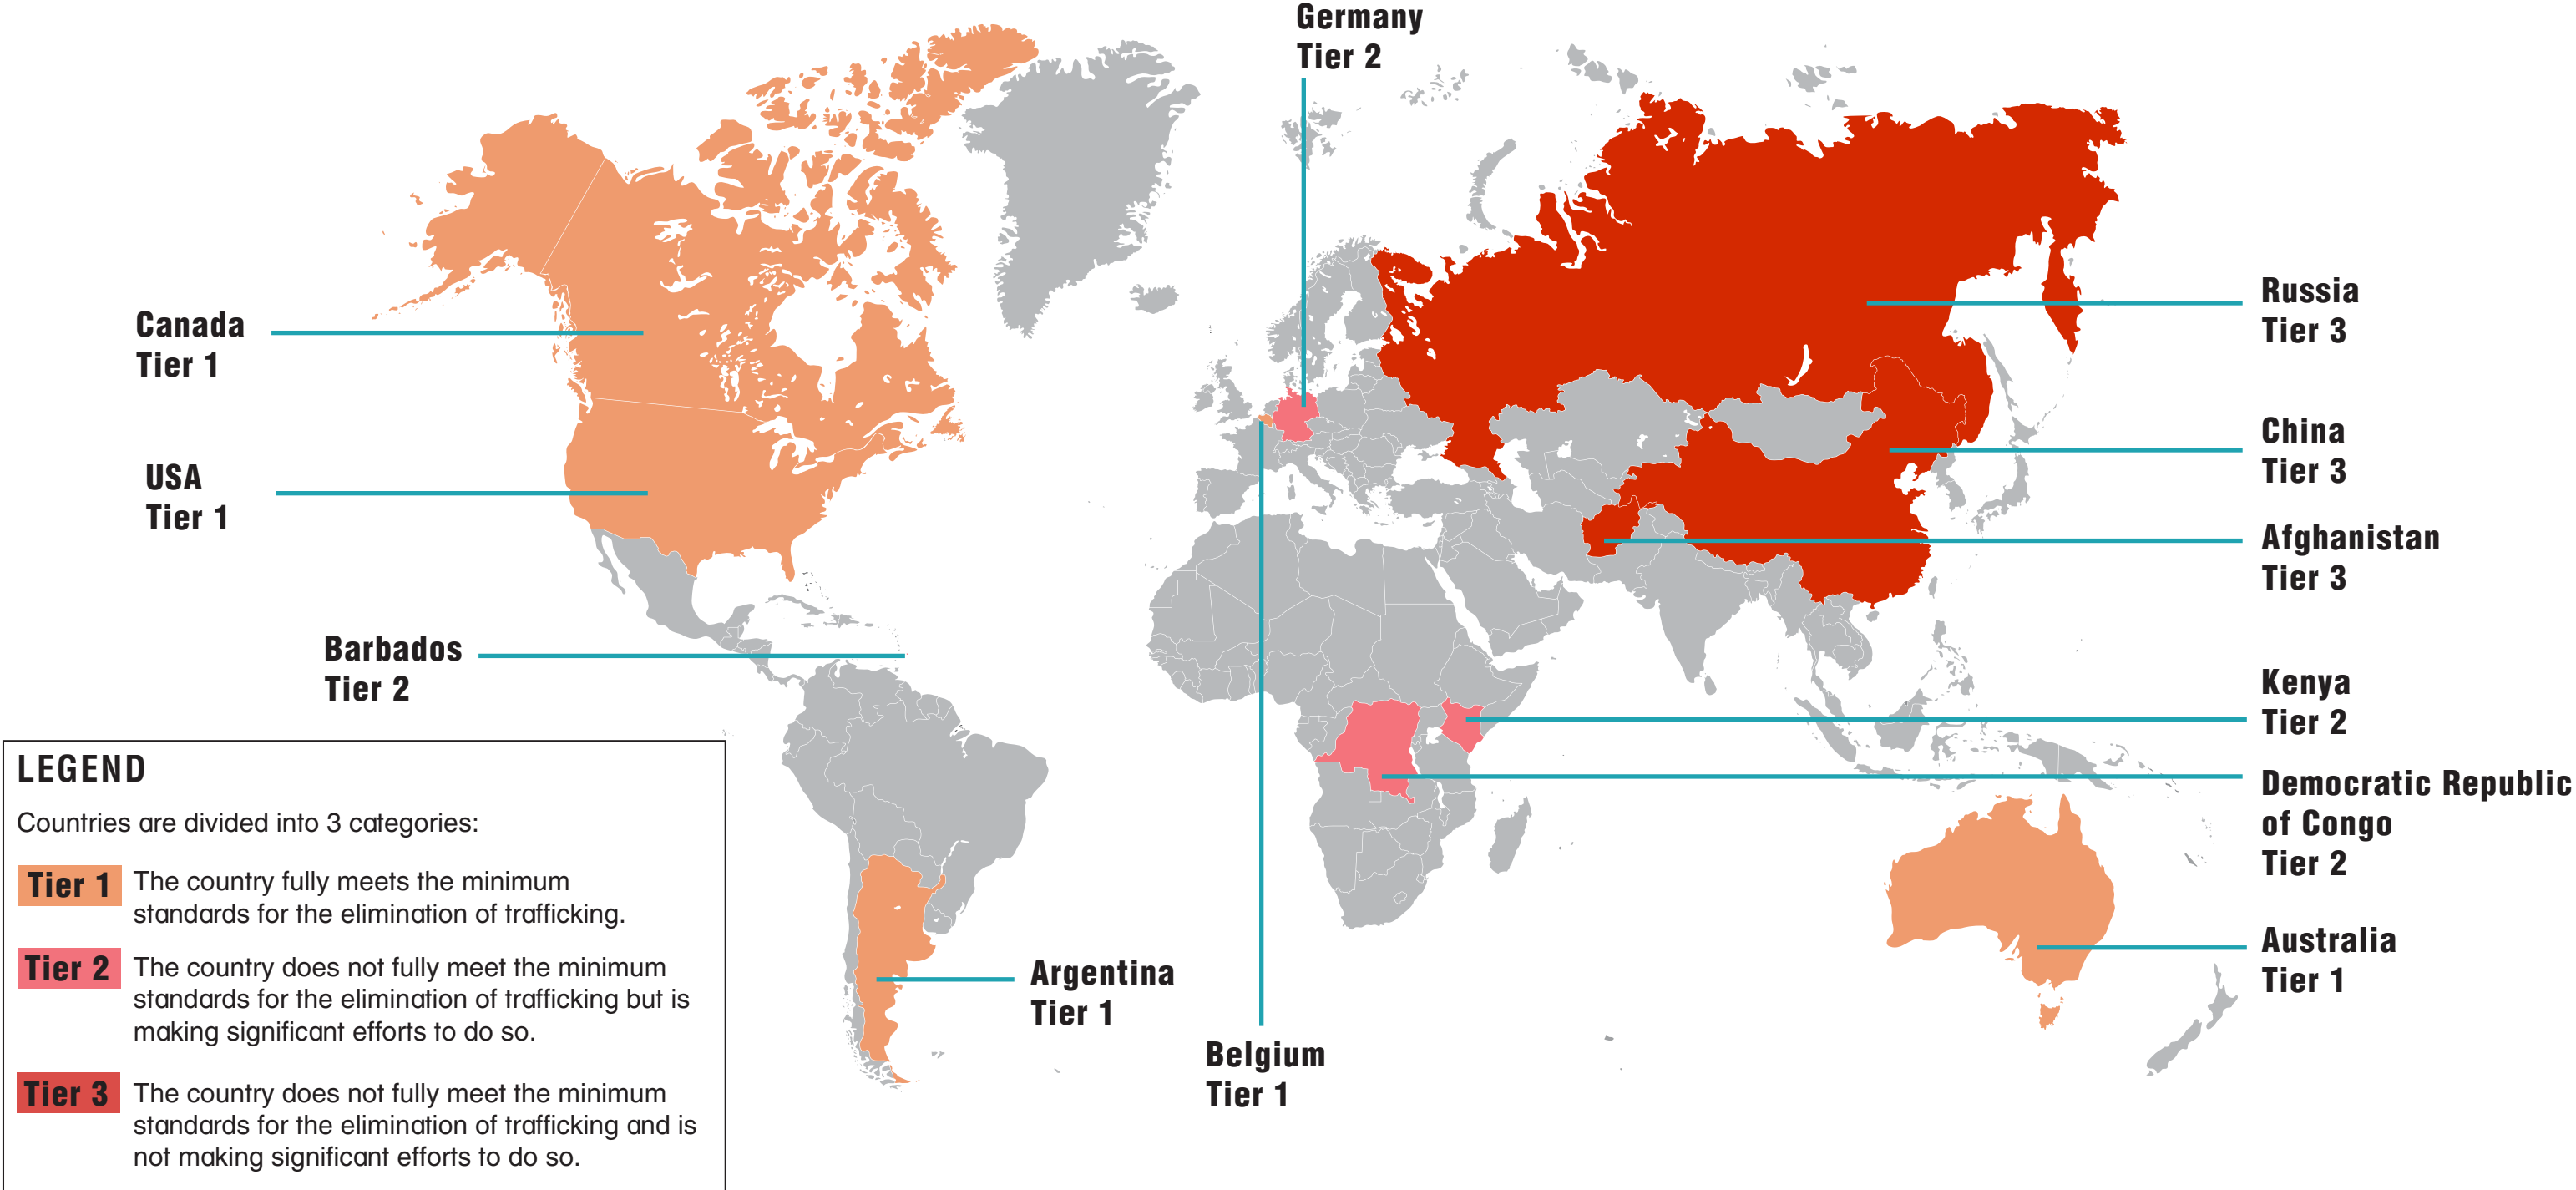 Germany
Tier 2
Canada
Tier 1
USA
Tier 1
Barbados
Tier 2
Russia
Tier 3
China
Tier 3
Afghanistan
Tier 3
Kenya
Tier 2
Democratic Republic
of Congo
Tier 2
Australia
Tier 1
Argentina
Tier 1
Belgium
Tier 1
LEGEND
Countries are divided into 3 categories:
Tier 1 The country fully meets the minimum
standards for the elimination of trafficking.
Tier 2 The country does not fully meet the minimum
standards for the elimination of trafficking but is
making significant efforts to do so.
Tier 3 The country does not fully meet the minimum
standards for the elimination of trafficking and is
not making significant efforts to do so.